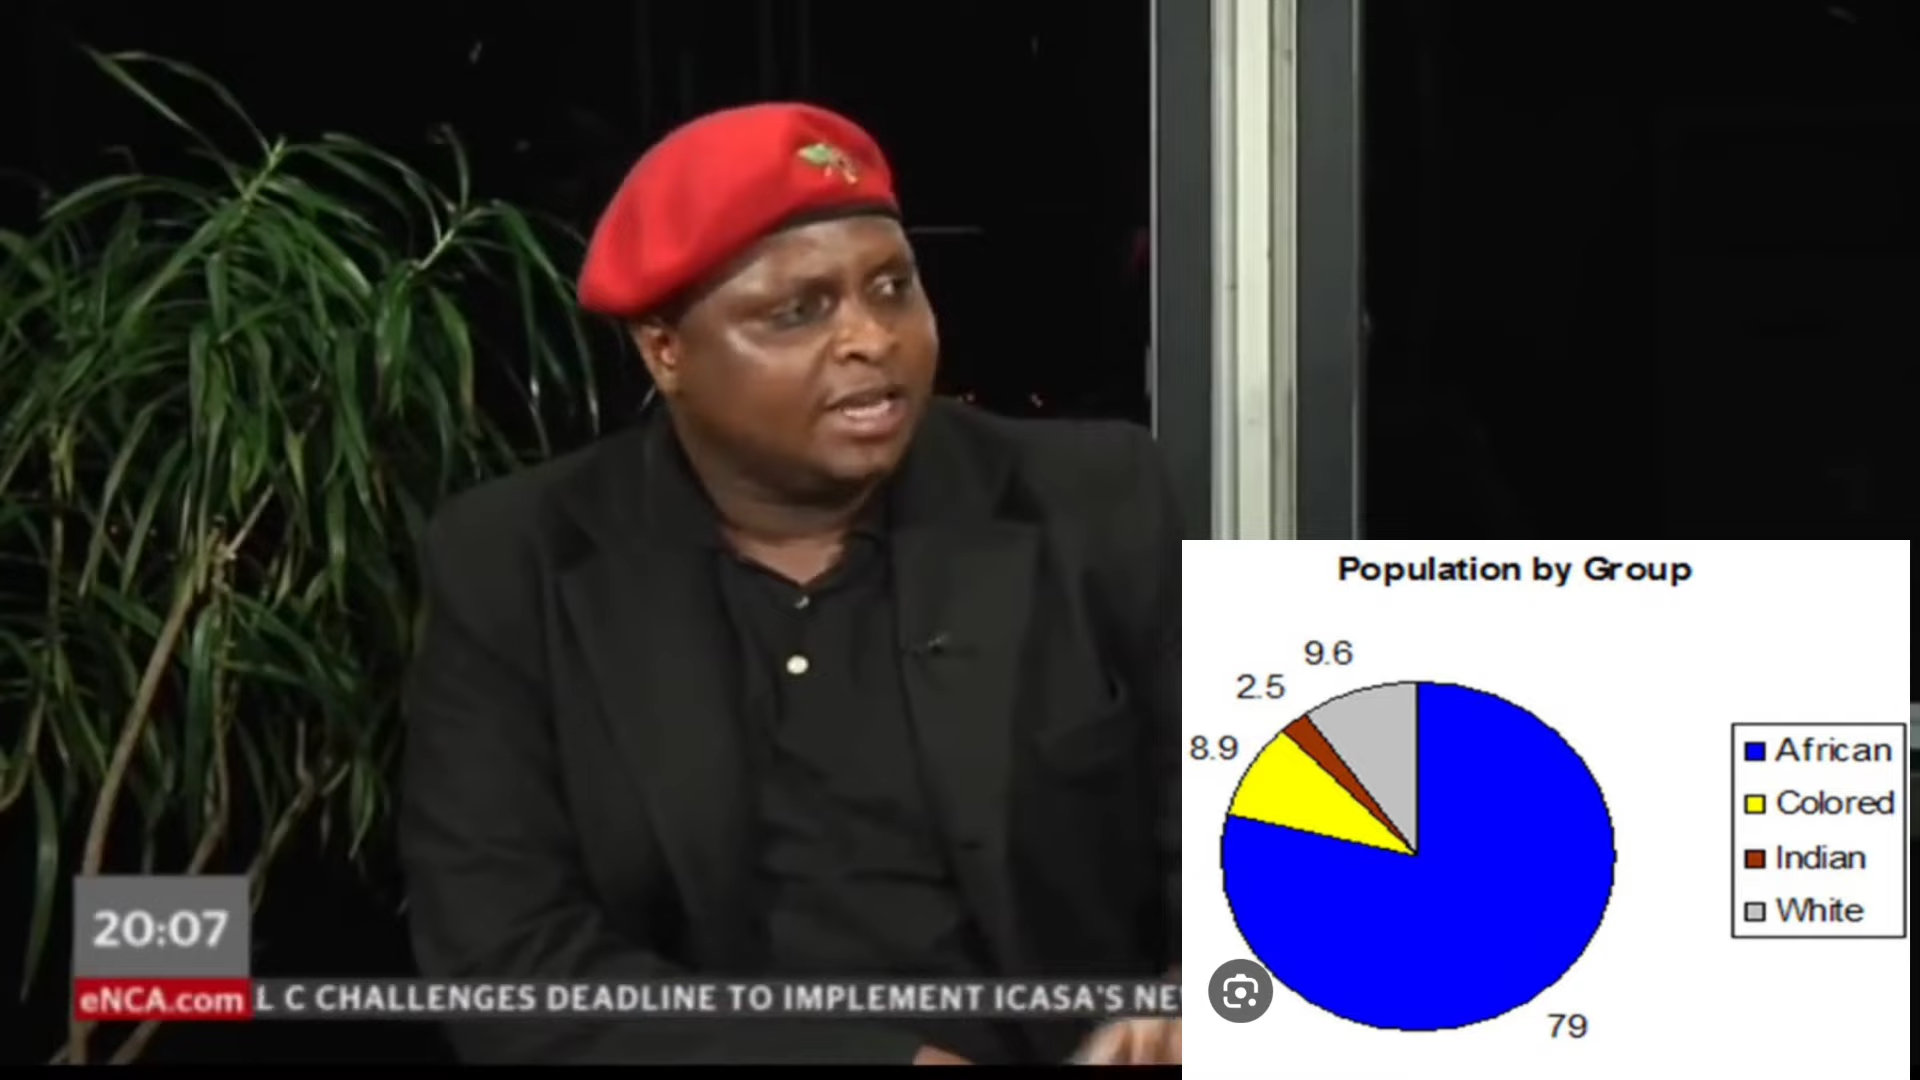 Population by Group
9.6
2.5
8.9
79
African
Colored
Indian
White
20:07
eNCA.com
L C CHALLENGES DEADLINE TO IMPLEMENT ICASA'S NE